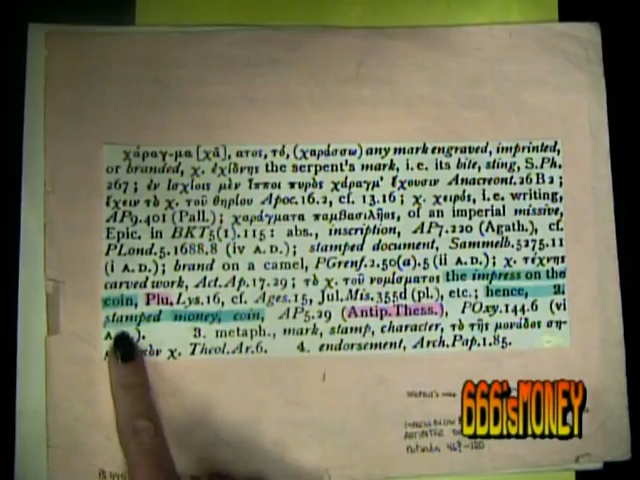 χάραγ-μα [χᾰ], ατος, τό, (χαράσσω) any mark engraved, imprinted,
or branded, χ. ἐχίδνης the serpent's mark, i.e. its bite, sting, S.Ph.
267; ἐν ἰσχίοις μὲν ἵπποι πυρὸς χάραγμ' ἔχουσιν Anacreont.26B2;
ἔχειν τὸ χ. τοῦ θηρίου Apoc.16.2, cf. 13.16; χ. χειρός, i.e. writing,
AP9.401 (Pall.); χαράγματα παμβασιλῆος, of an imperial missive,
Epic. in BKT5(1).115: abs., inscription, AP7.220 (Agath.), cf.
PLond.5.1688.8 (iv A.D.); stamped document, Sammelb.5275.11
(i A.D.); brand on a camel, PGrenf.2.50(a).5 (ii A.D.); χ. τέχνης
carved work, Act.Ap.17.29; τὸ χ. τοῦ νομίσματος the impress on the
coin, Plu.Lys.16, cf. Ages.15, Jul.Mis.355d (pl.), etc.; hence, 2.
stamped money, coin, AP5.29 (Antip.Thess.), POxy.144.6 (vi
3. metaph., mark, stamp, character, τὸ τῆς μονάδος ση-
χ. Theol.Ar.6. 4. endorsement, Arch.Pap.1.85.
SERPENT'S
666isMONEY